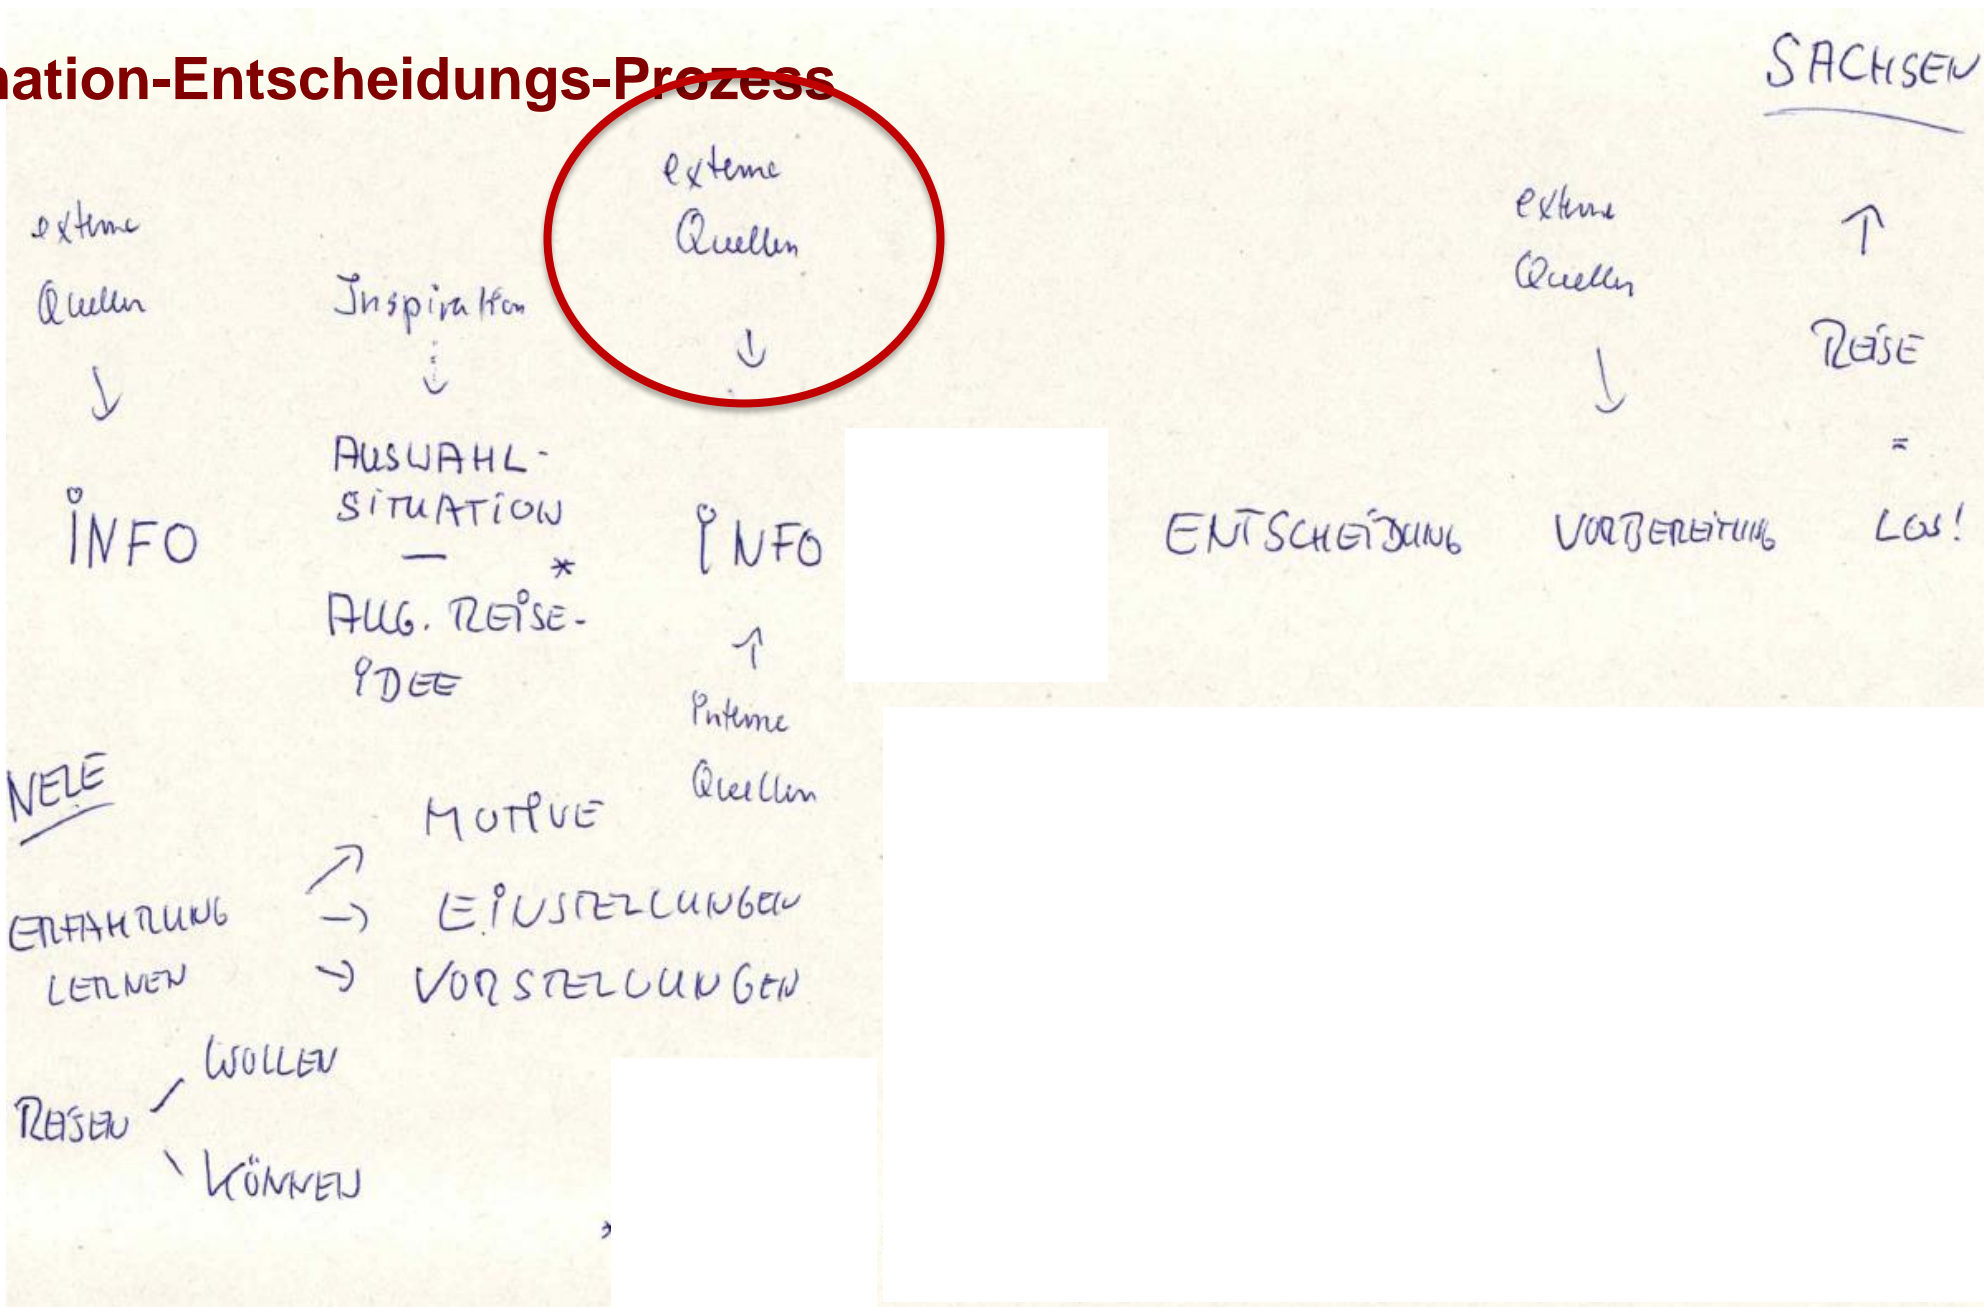 nation-Entscheidungs-Prozess
SACHSEN
externe
Quellen
Inspiration
externe
Quellen
externe
Quellen
REISE
=
INFO
AUSWAHL-
SITUATION
—
*
ALLG. REISE-
IDEE
INFO
ENTSCHEIDUNG
VORBEREITUNG
LOS!
interne
Quellen
NELE
ERFAHRUNG
LERNEN
MOTIVE
EINSTELLUNGEN
VORSTELLUNGEN
REISEN
WOLLEN
KÖNNEN